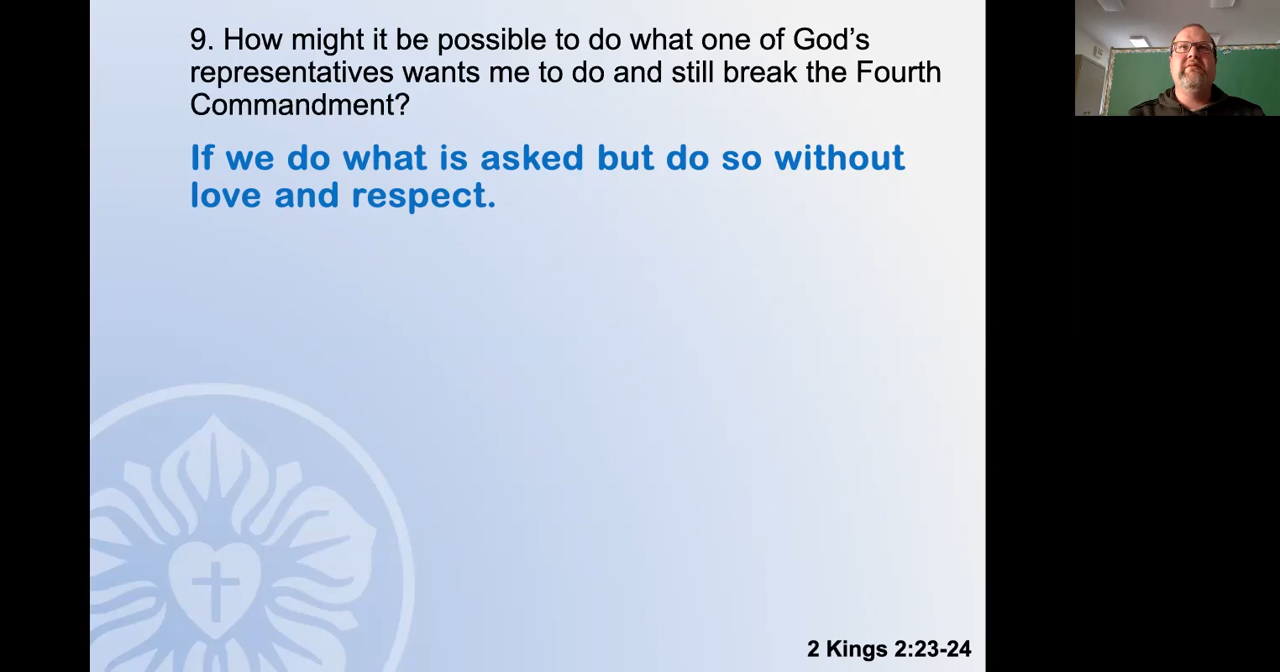 9. How might it be possible to do what one of God’s
representatives wants me to do and still break the Fourth
Commandment?
If we do what is asked but do so without
love and respect.
2 Kings 2:23-24